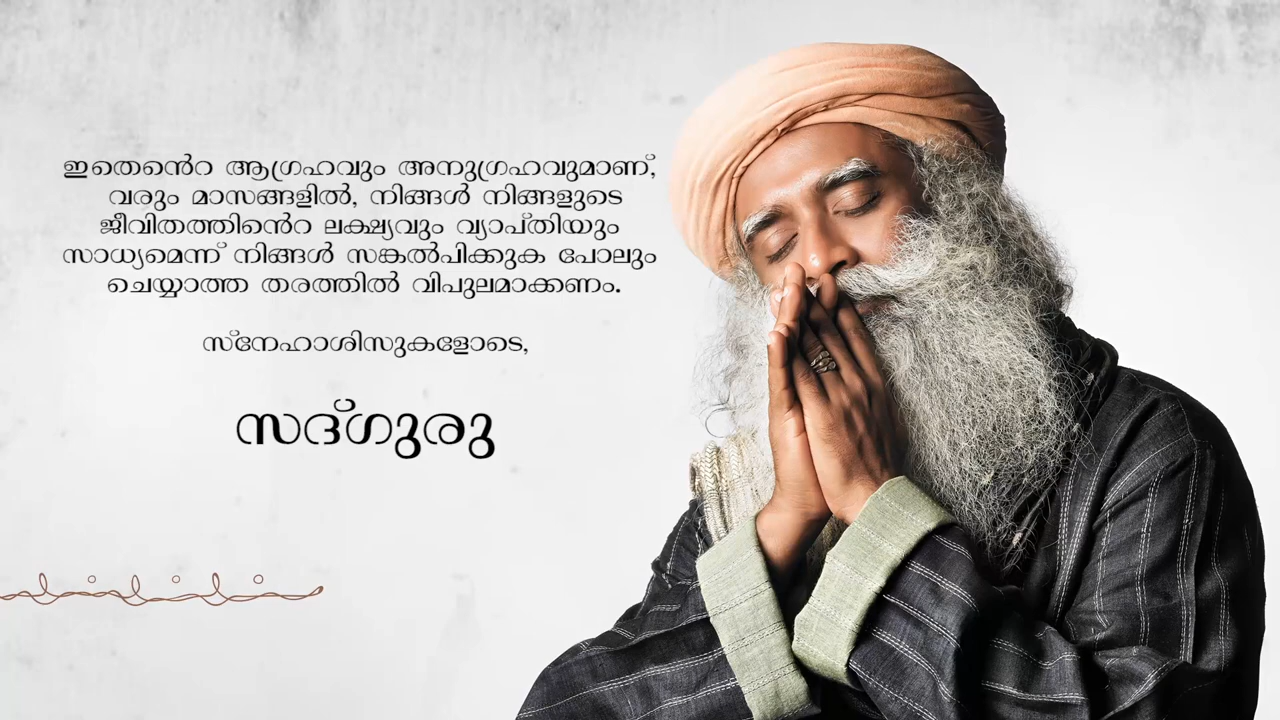 ഇതെൻെറ ആഗ്രഹവും അനുഗ്രഹവുമാണ്,
വരും മാസങ്ങളിൽ, നിങ്ങൾ നിങ്ങളുടെ
ജീവിതത്തിൻെറ ലക്ഷ്യവും വ്യാപ്തിയും
സാധ്യമെന്ന് നിങ്ങൾ സങ്കൽപിക്കുക പോലും
ചെയ്യാത്ത തരത്തിൽ വിപുലമാക്കണം.
സ്നേഹാശിസുകളോടെ,
സദ്ഗുരു